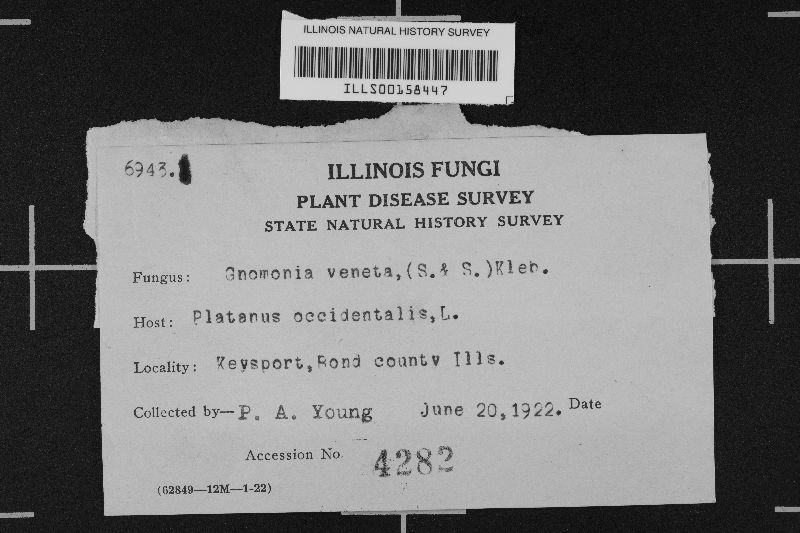 ILLINOIS NATURAL HISTORY SURVEY
ILLS00158447
6943.
ILLINOIS FUNGI
PLANT DISEASE SURVEY
STATE NATURAL HISTORY SURVEY
Fungus: Gnomonia veneta,(S.& S.)Kleb.
Host: Platanus occidentalis,L.
Locality: Keysport,Bond county Ills.
Collected by—P. A. Young June 20,1922. Date
Accession No. 4282
(62849—12M—1-22)